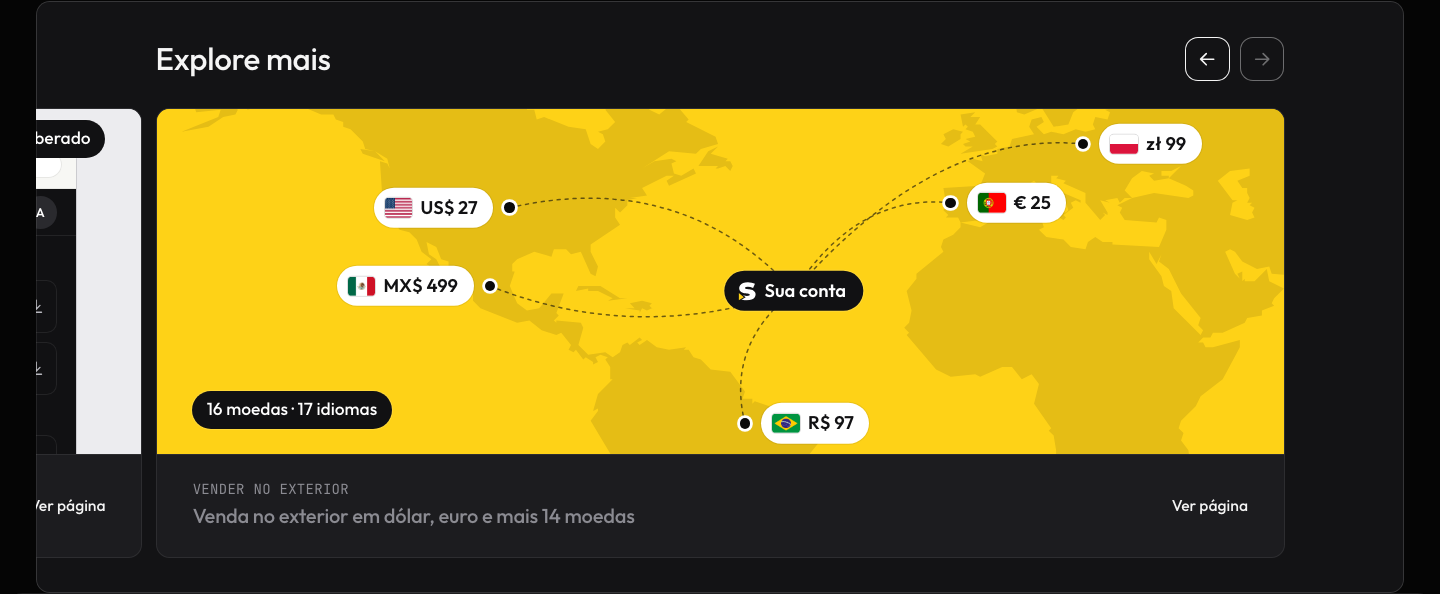 Explore mais
berado
A
Ver página
zł 99
€ 25
US$ 27
MX$ 499
Sua conta
16 moedas · 17 idiomas
R$ 97
VENDER NO EXTERIOR
Venda no exterior em dólar, euro e mais 14 moedas
Ver página